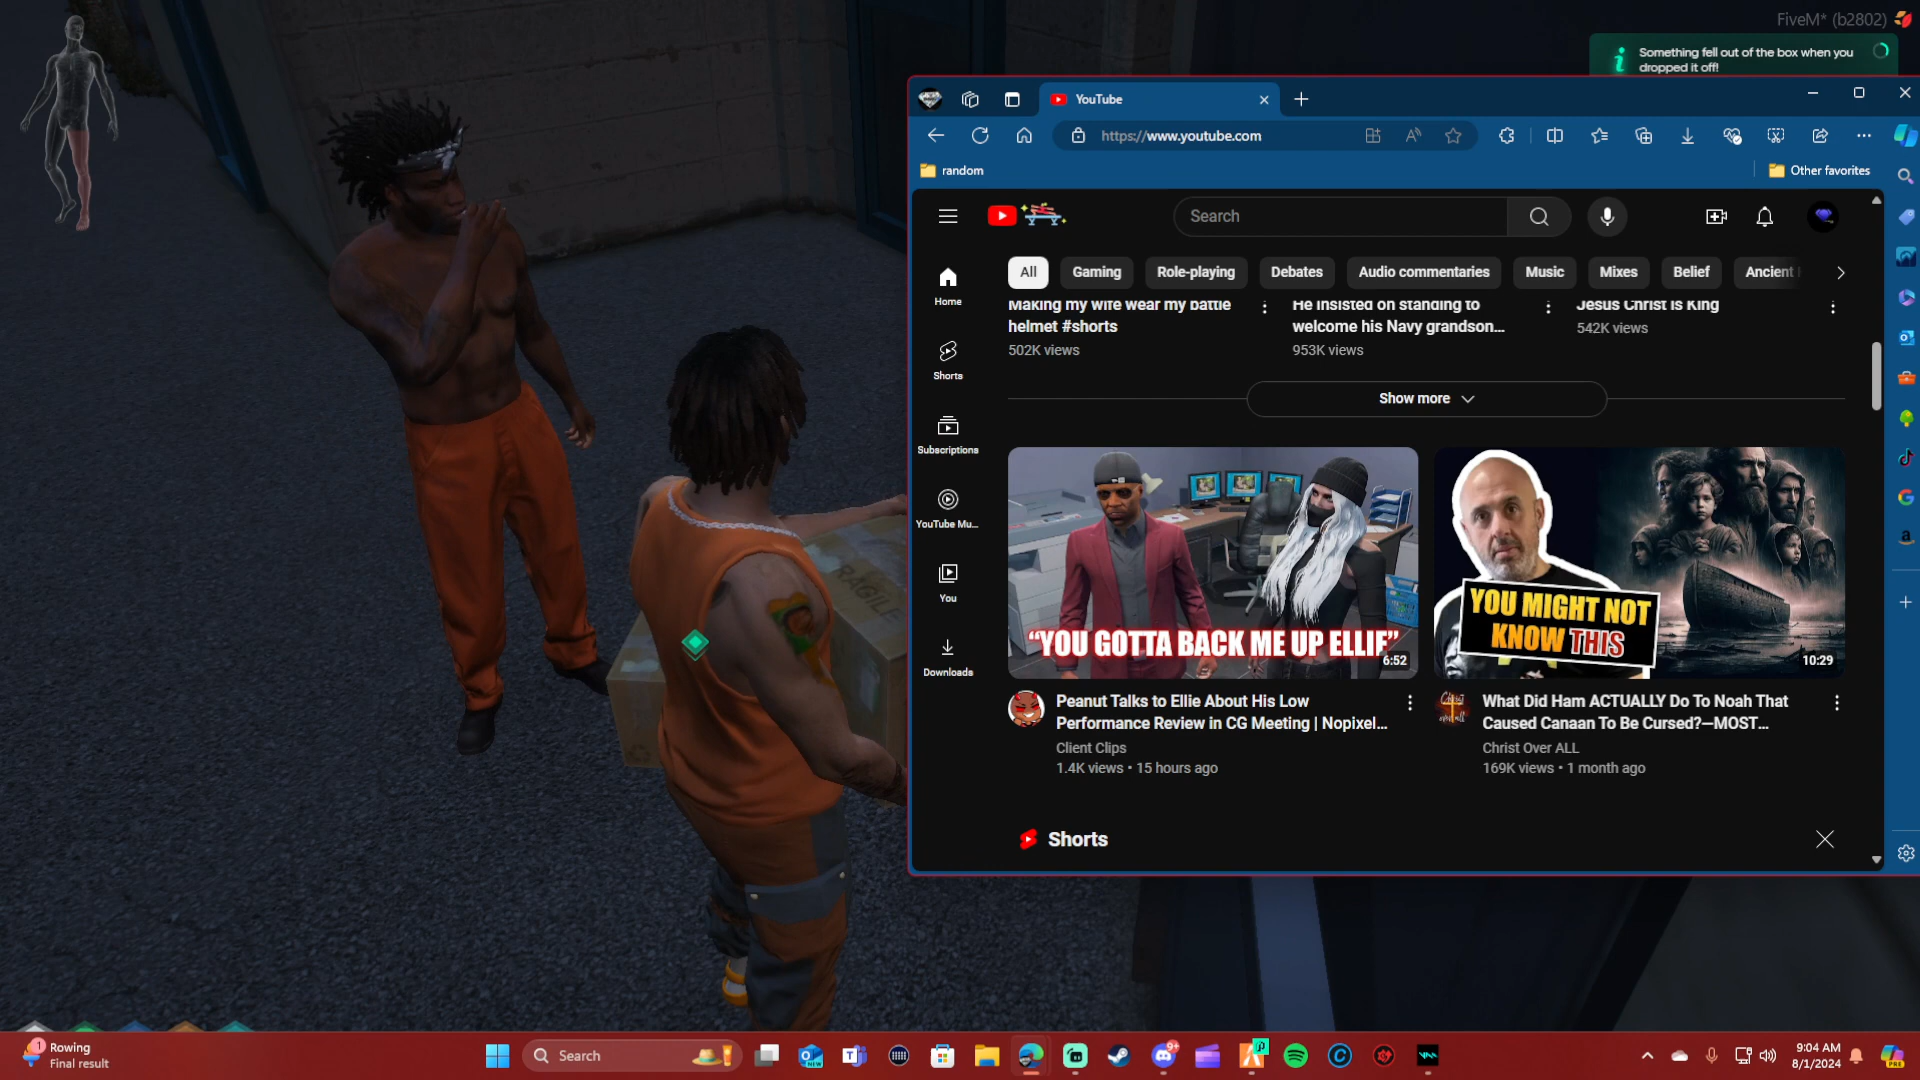 FiveM* (b2802)
Something fell out of the box when you
dropped it off!
YouTube
https://www.youtube.com
random
Other favorites
Search
All
Gaming
Role-playing
Debates
Audio commentaries
Music
Mixes
Belief
Ancient
Home
Shorts
Subscriptions
YouTube Mu...
You
Downloads
Making my wife wear my battle
helmet #shorts
502K views
He insisted on standing to
welcome his Navy grandson...
953K views
Jesus Christ is King
542K views
Show more
FRAGILE
"YOU GOTTA BACK ME UP ELLIE"
6:52
YOU MIGHT NOT
KNOW THIS
10:29
Peanut Talks to Ellie About His Low
Performance Review in CG Meeting | Nopixel...
Client Clips
1.4K views • 15 hours ago
What Did Ham ACTUALLY Do To Noah That
Caused Canaan To Be Cursed?—MOST...
Christ Over ALL
169K views • 1 month ago
Shorts
1
Rowing
Final result
Search
NEW
9+
9:04 AM
8/1/2024
PRE